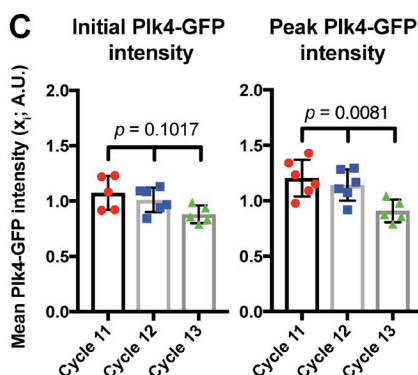 C
Initial Plk4-GFP
intensity
Peak Plk4-GFP
intensity
Mean Plk4-GFP intensity (xᵢ; A.U.)
2.0
1.5
1.0
0.5
0.0
p = 0.1017
Cycle 11
Cycle 12
Cycle 13
2.0
1.5
1.0
0.5
0.0
p = 0.0081
Cycle 11
Cycle 12
Cycle 13